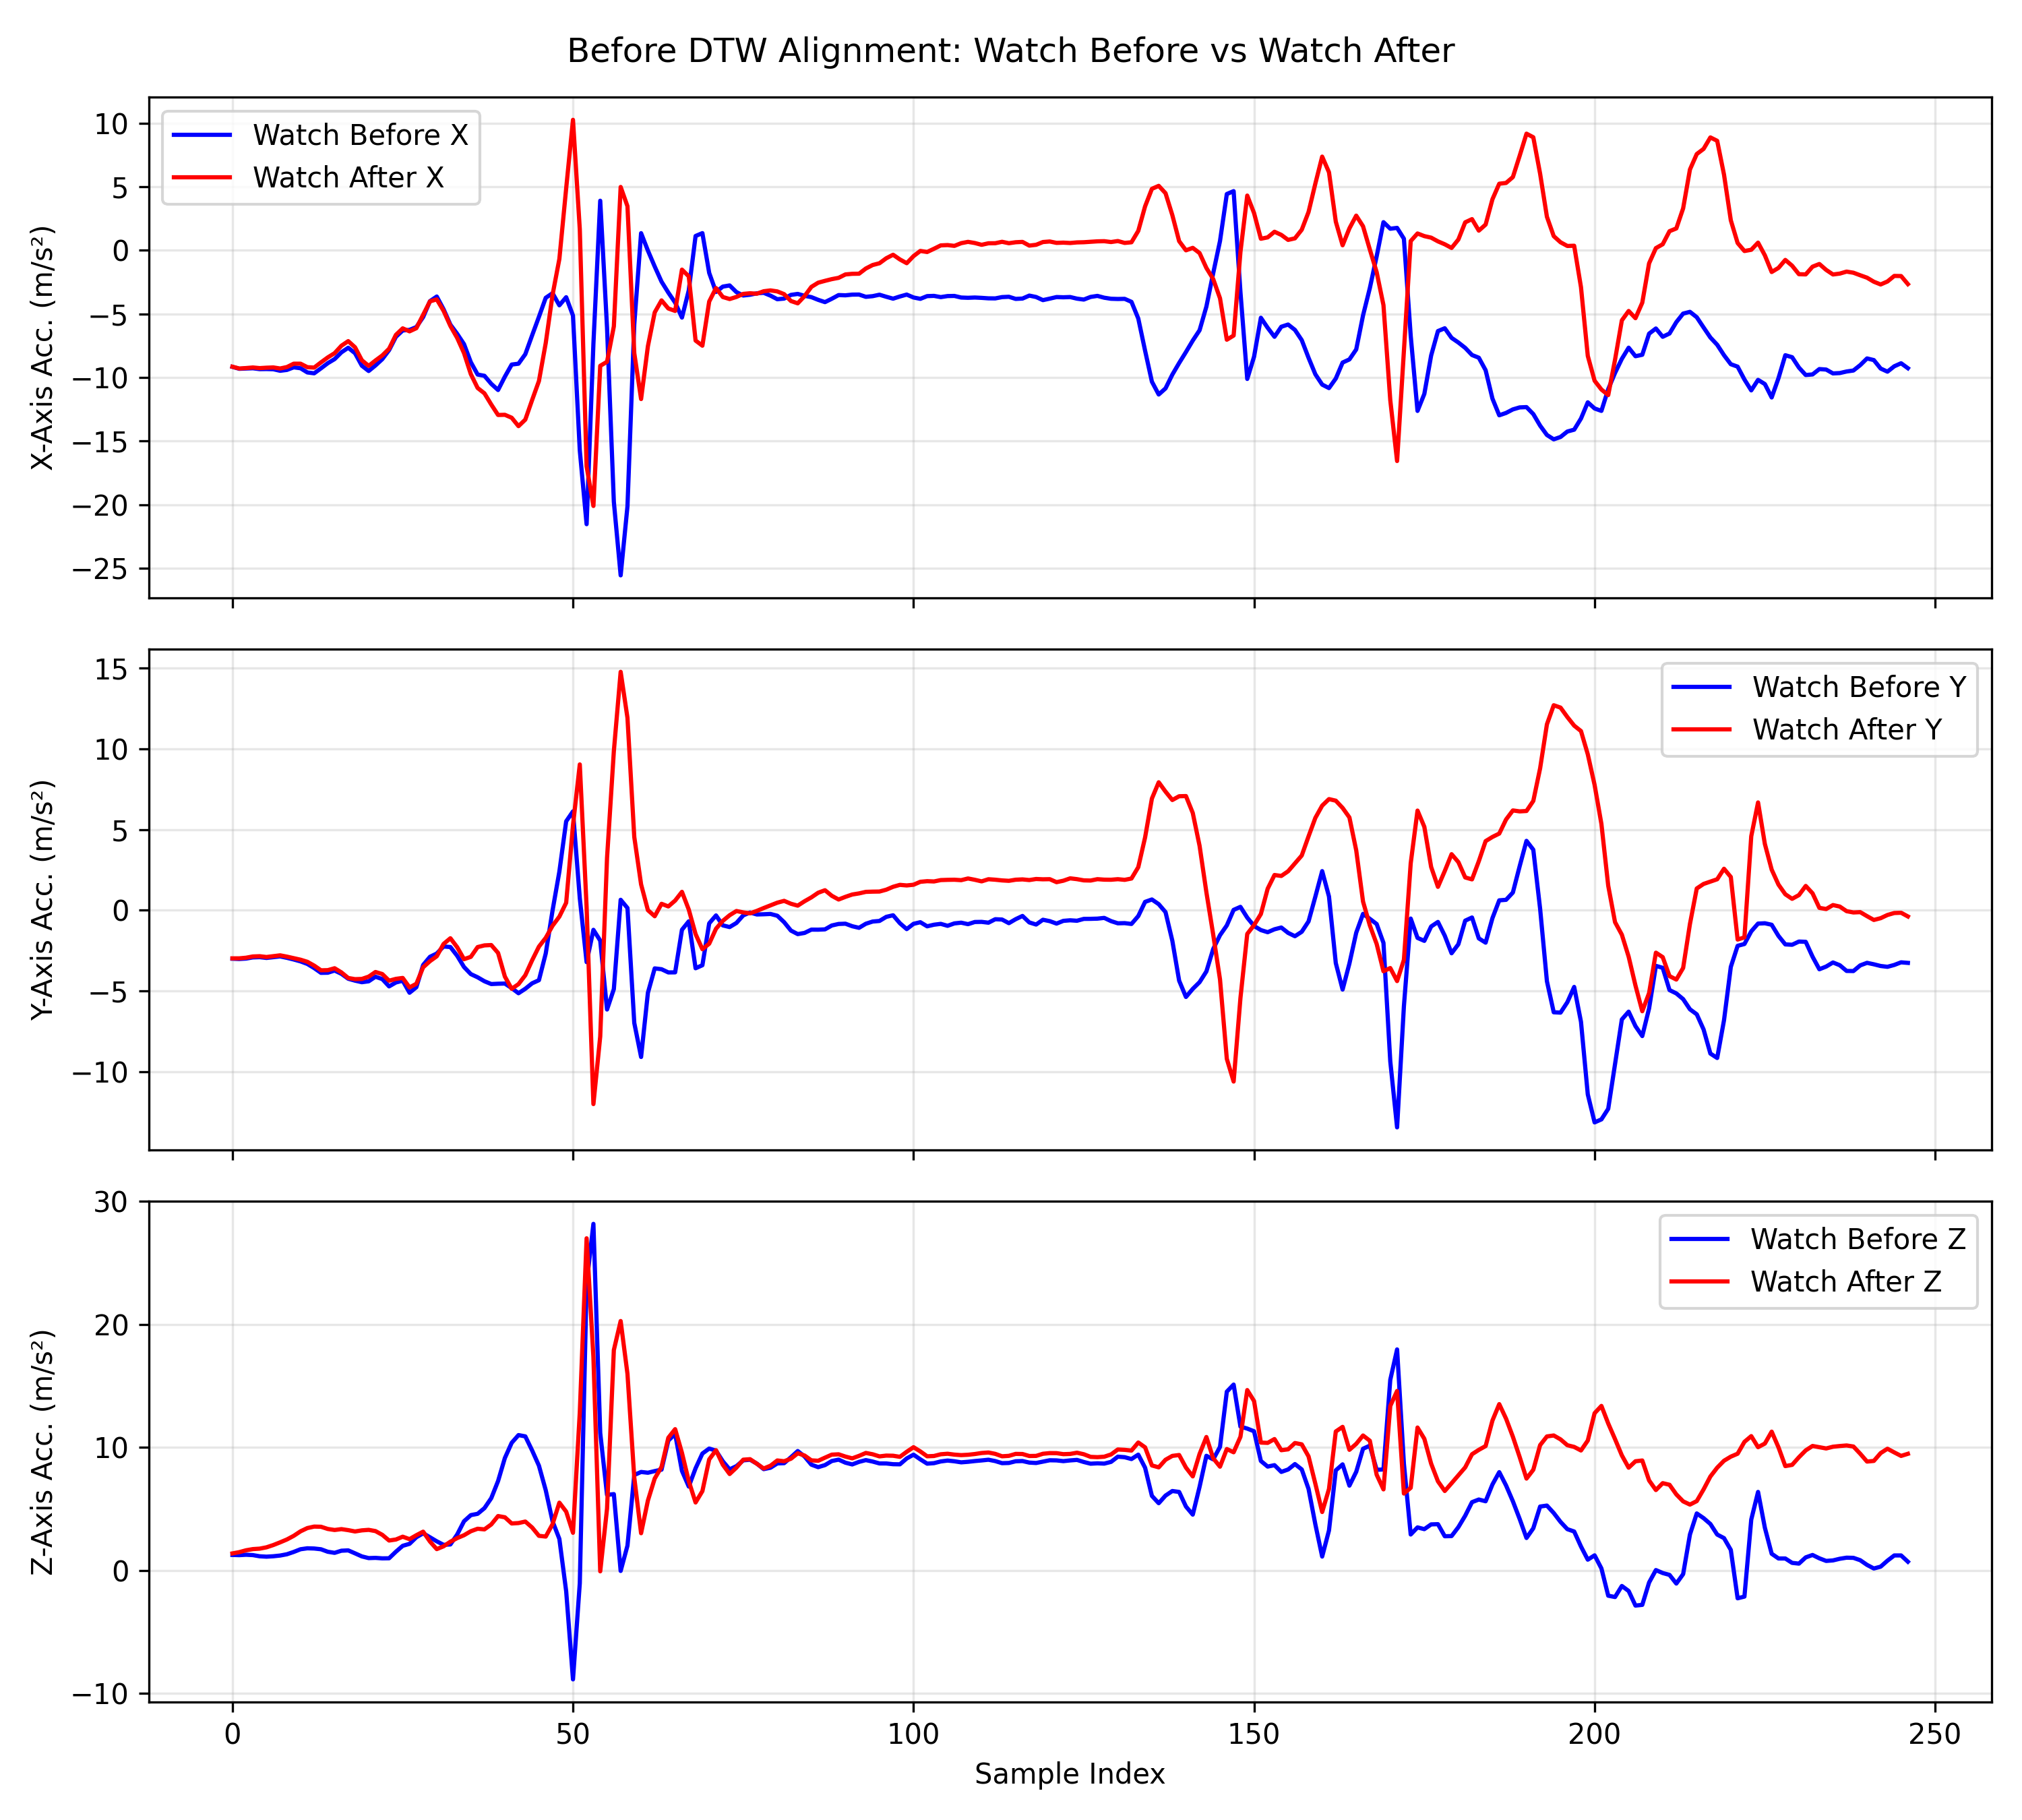 Before DTW Alignment: Watch Before vs Watch After
10
5
0
−5
−10
−15
−20
−25
X-Axis Acc. (m/s²)
Watch Before X
Watch After X
15
10
5
0
−5
−10
Y-Axis Acc. (m/s²)
Watch Before Y
Watch After Y
30
20
10
0
−10
Z-Axis Acc. (m/s²)
Watch Before Z
Watch After Z
0 50 100 150 200 250
Sample Index